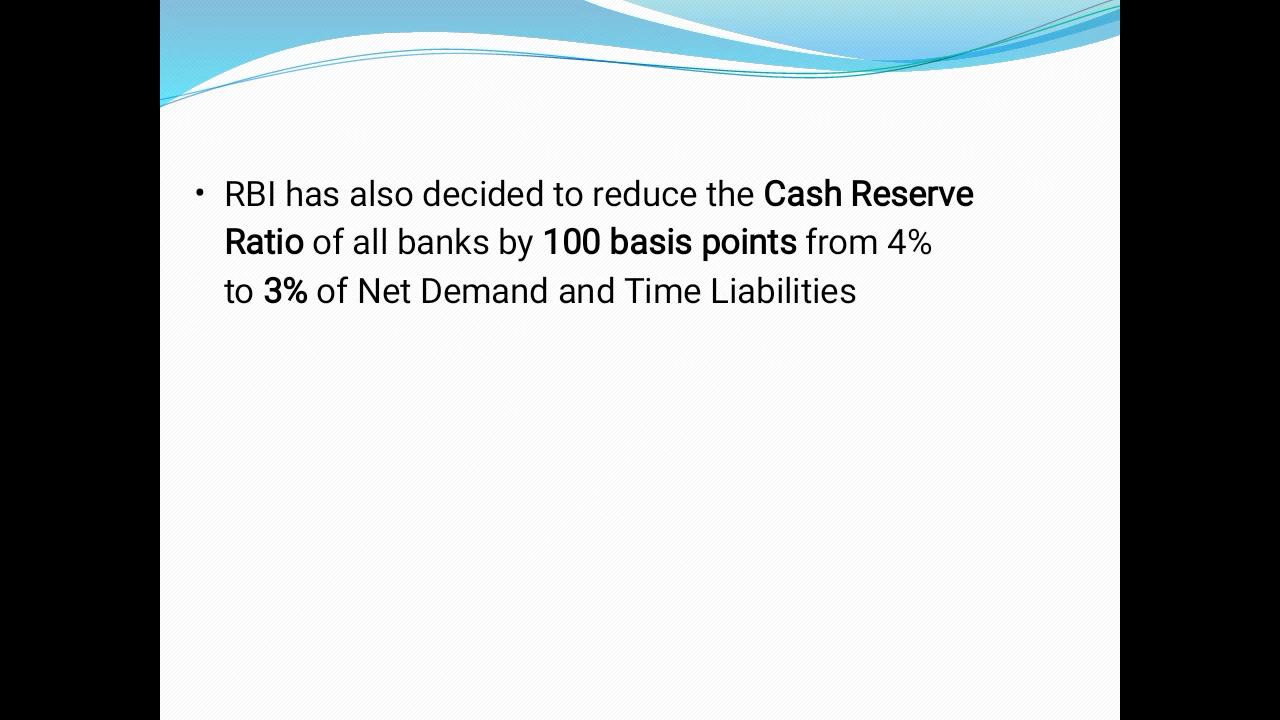 • RBI has also decided to reduce the Cash Reserve
Ratio of all banks by 100 basis points from 4%
to 3% of Net Demand and Time Liabilities